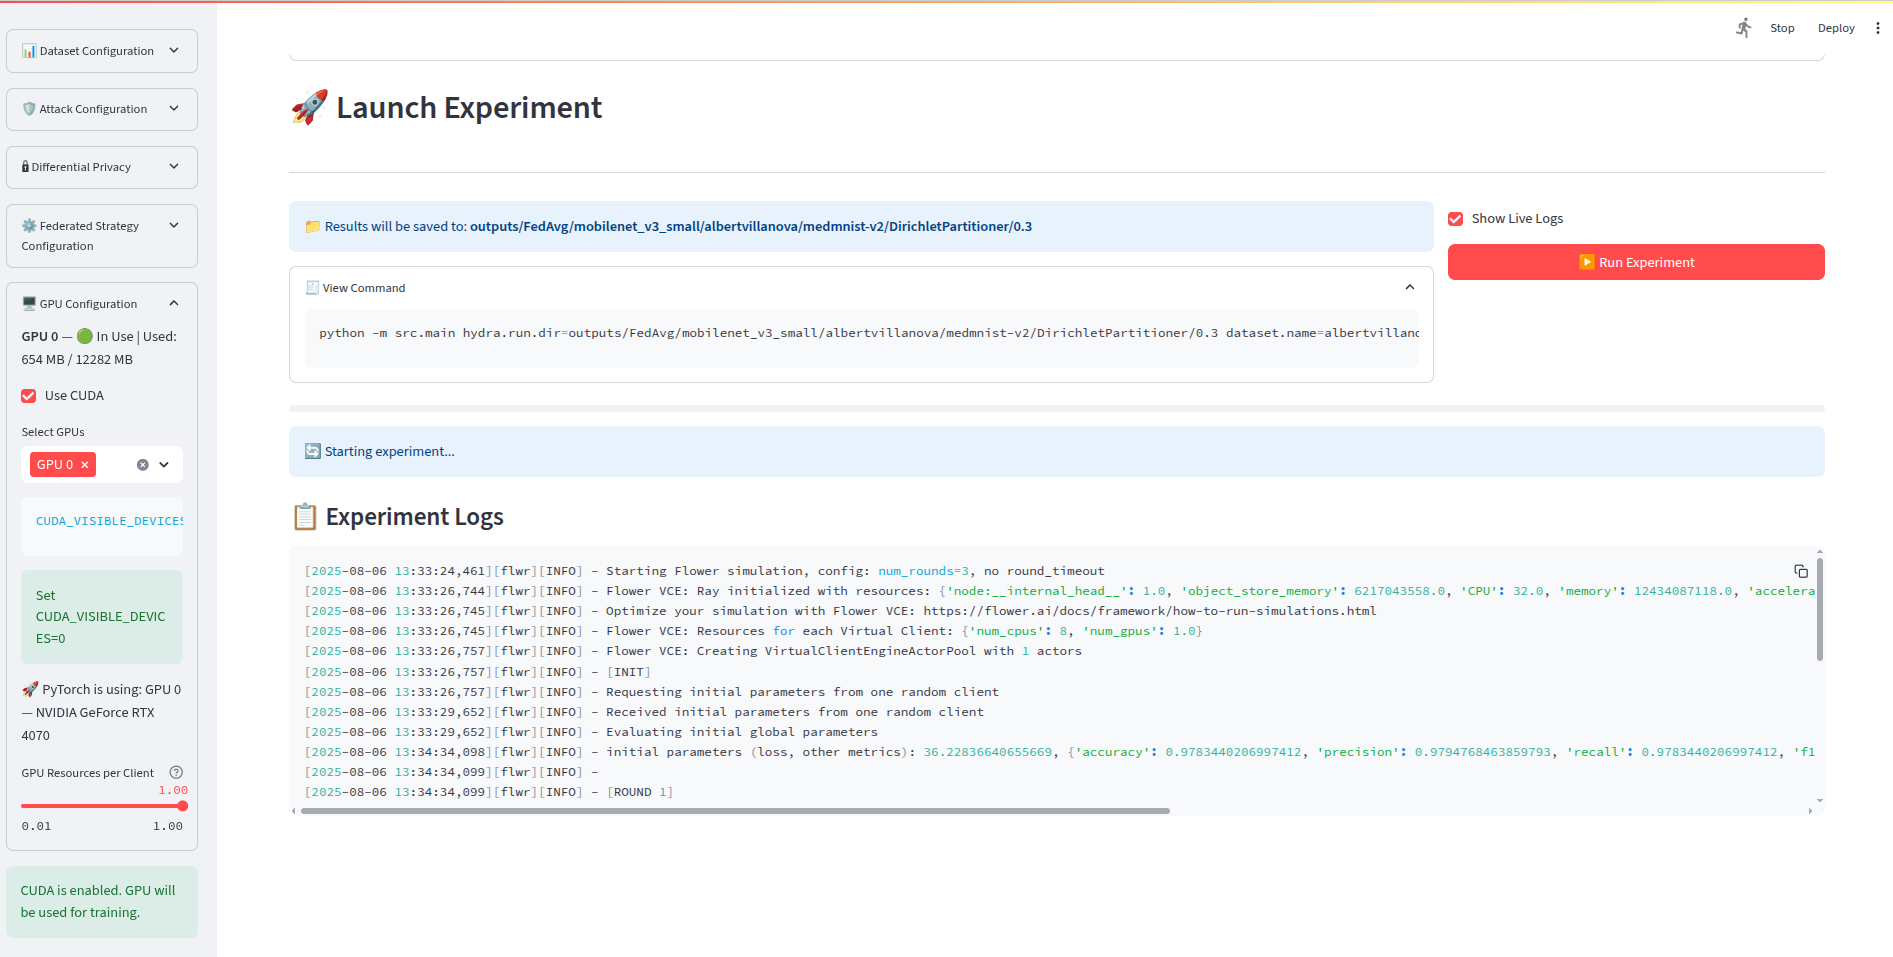 Stop
Deploy
Dataset Configuration
Attack Configuration
Differential Privacy
Federated Strategy
Configuration
GPU Configuration
GPU 0 — In Use | Used:
654 MB / 12282 MB
Use CUDA
Select GPUs
GPU 0 ×
CUDA_VISIBLE_DEVICES
Set
CUDA_VISIBLE_DEVIC
ES=0
PyTorch is using: GPU 0
— NVIDIA GeForce RTX
4070
GPU Resources per Client
1.00
0.01
1.00
CUDA is enabled. GPU will
be used for training.
Launch Experiment
Results will be saved to: outputs/FedAvg/mobilenet_v3_small/albertvillanova/medmnist-v2/DirichletPartitioner/0.3
Show Live Logs
Run Experiment
View Command
python -m src.main hydra.run.dir=outputs/FedAvg/mobilenet_v3_small/albertvillanova/medmnist-v2/DirichletPartitioner/0.3 dataset.name=albertvillano
Starting experiment...
Experiment Logs
[2025-08-06 13:33:24,461][flwr][INFO] - Starting Flower simulation, config: num_rounds=3, no round_timeout
[2025-08-06 13:33:26,744][flwr][INFO] - Flower VCE: Ray initialized with resources: {'node:__internal_head__': 1.0, 'object_store_memory': 6217043558.0, 'CPU': 32.0, 'memory': 12434087118.0, 'accelera
[2025-08-06 13:33:26,745][flwr][INFO] - Optimize your simulation with Flower VCE: https://flower.ai/docs/framework/how-to-run-simulations.html
[2025-08-06 13:33:26,745][flwr][INFO] - Flower VCE: Resources for each Virtual Client: {'num_cpus': 8, 'num_gpus': 1.0}
[2025-08-06 13:33:26,757][flwr][INFO] - Flower VCE: Creating VirtualClientEngineActorPool with 1 actors
[2025-08-06 13:33:26,757][flwr][INFO] - [INIT]
[2025-08-06 13:33:26,757][flwr][INFO] - Requesting initial parameters from one random client
[2025-08-06 13:33:29,652][flwr][INFO] - Received initial parameters from one random client
[2025-08-06 13:33:29,652][flwr][INFO] - Evaluating initial global parameters
[2025-08-06 13:34:34,098][flwr][INFO] - initial parameters (loss, other metrics): 36.22836640655669, {'accuracy': 0.9783440206997412, 'precision': 0.9794768463859793, 'recall': 0.9783440206997412, 'f1
[2025-08-06 13:34:34,099][flwr][INFO] -
[2025-08-06 13:34:34,099][flwr][INFO] - [ROUND 1]